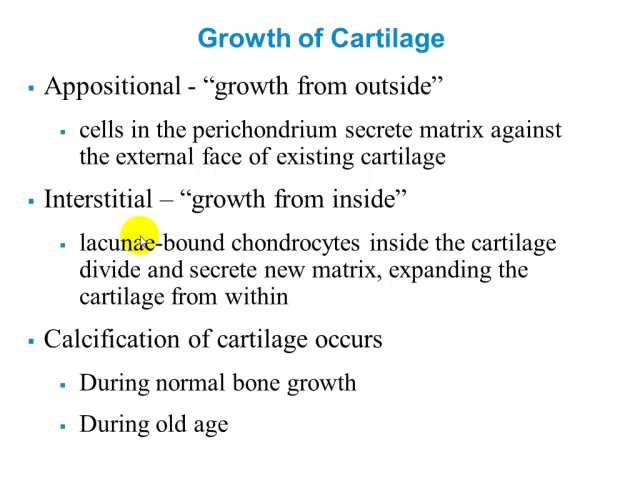 Growth of Cartilage
▪ Appositional - “growth from outside”
▪ cells in the perichondrium secrete matrix against
the external face of existing cartilage
▪ Interstitial – “growth from inside”
▪ lacunae-bound chondrocytes inside the cartilage
divide and secrete new matrix, expanding the
cartilage from within
▪ Calcification of cartilage occurs
▪ During normal bone growth
▪ During old age